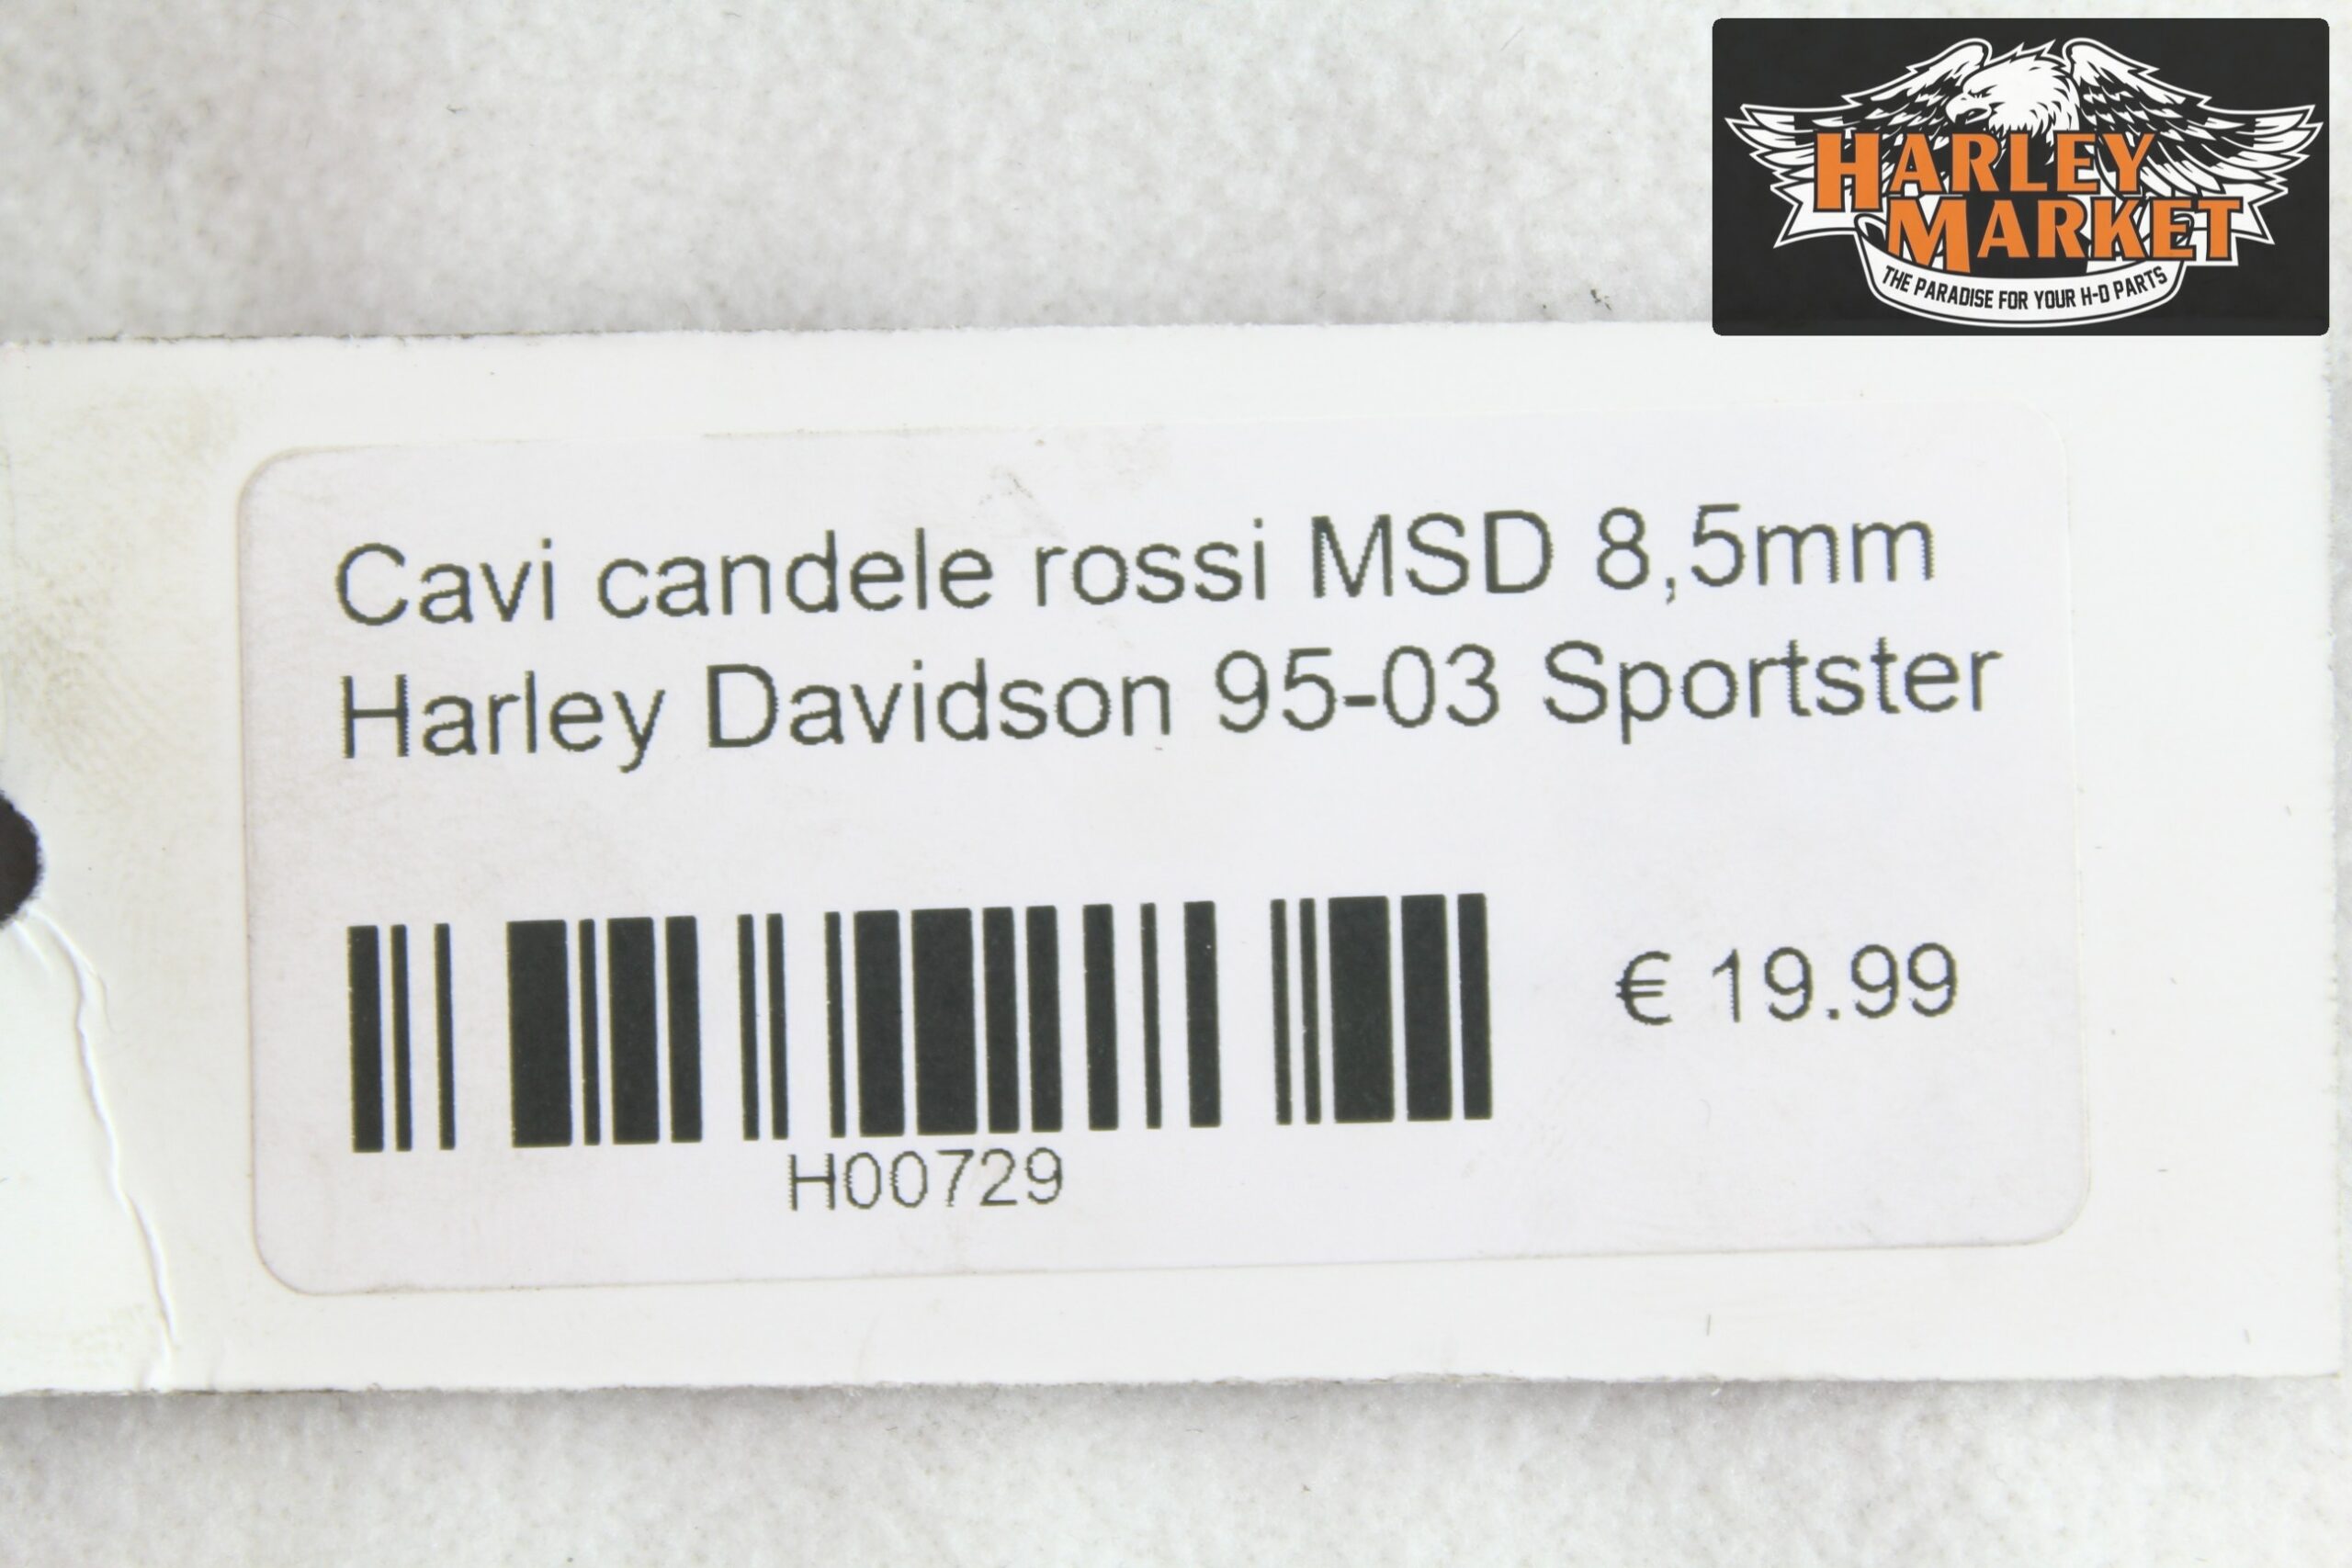 HARLEY
MARKET
THE PARADISE FOR YOUR H-D PARTS
Cavi candele rossi MSD 8,5mm
Harley Davidson 95-03 Sportster
€ 19.99
H00729